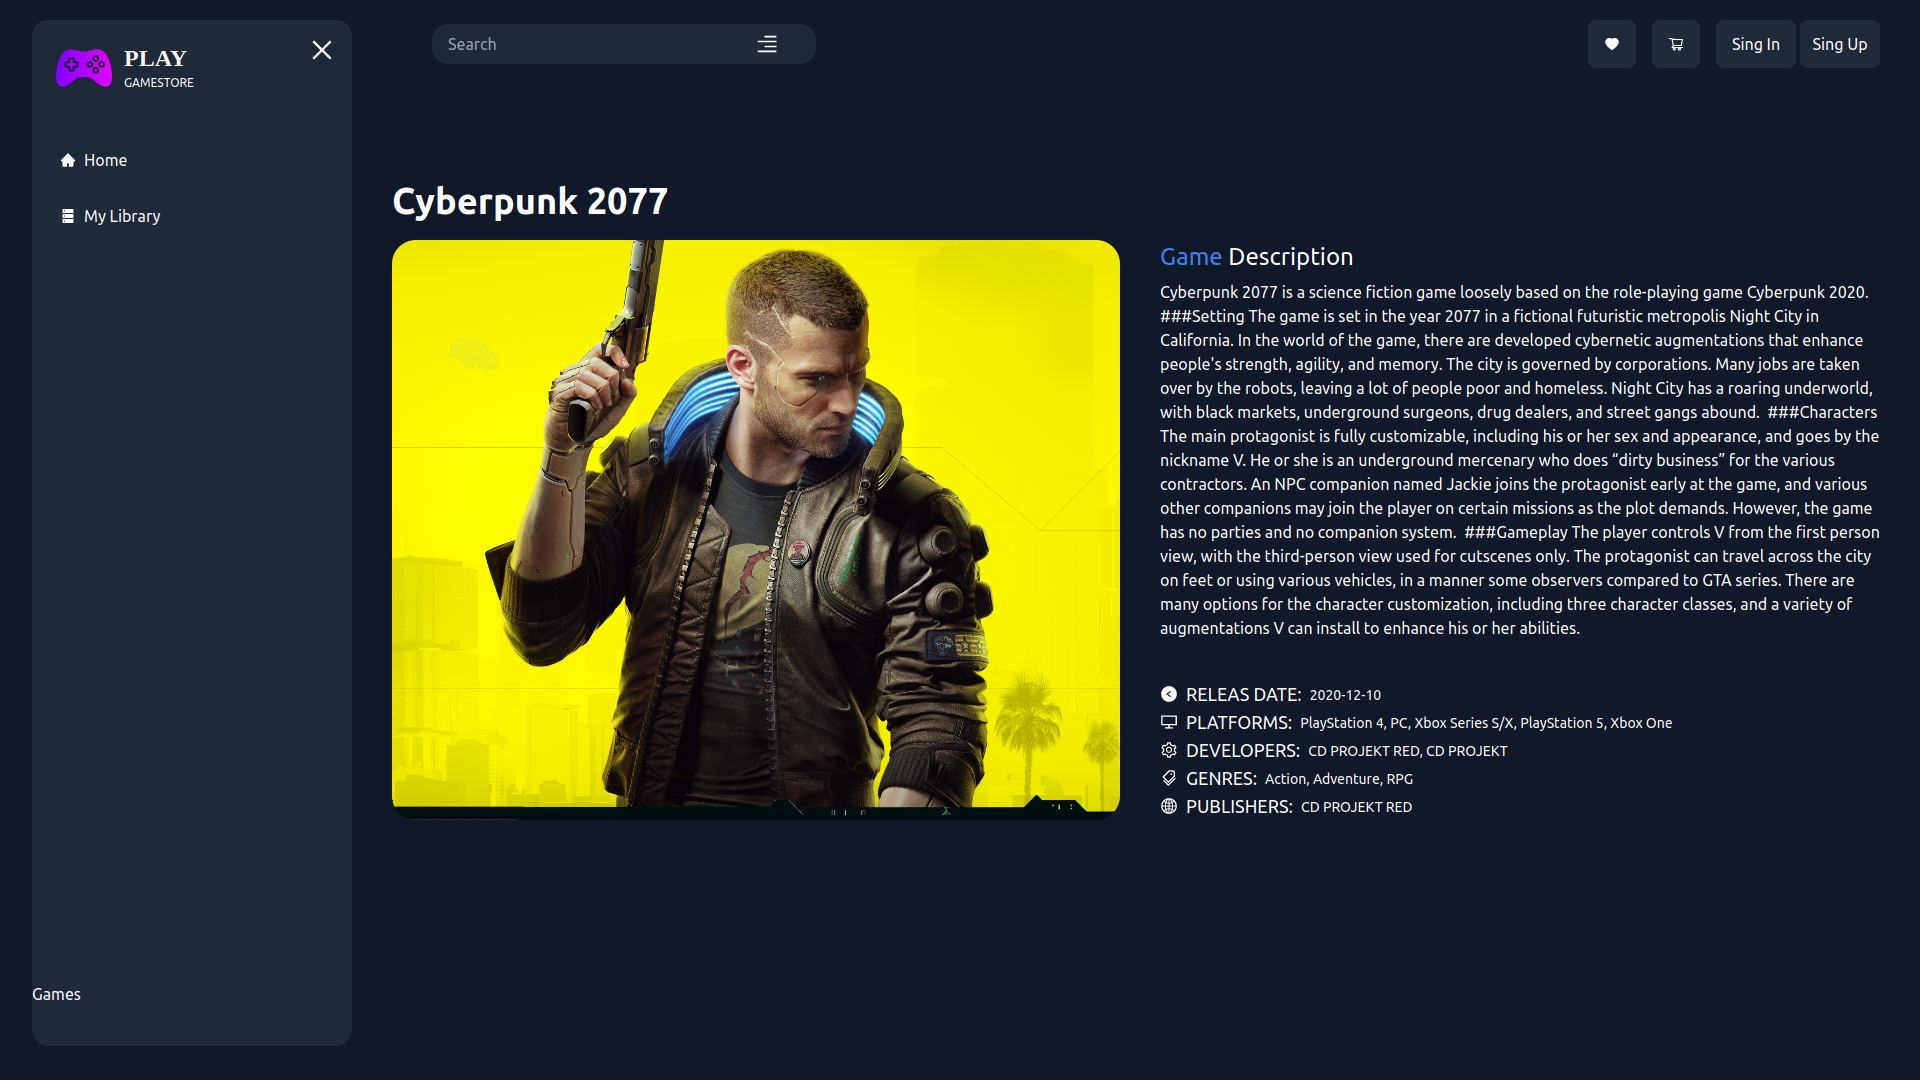 PLAY
GAMESTORE
Home
My Library
Games
Search
Sing In
Sing Up
Cyberpunk 2077
Game Description
Cyberpunk 2077 is a science fiction game loosely based on the role-playing game Cyberpunk 2020.
###Setting The game is set in the year 2077 in a fictional futuristic metropolis Night City in
California. In the world of the game, there are developed cybernetic augmentations that enhance
people's strength, agility, and memory. The city is governed by corporations. Many jobs are taken
over by the robots, leaving a lot of people poor and homeless. Night City has a roaring underworld,
with black markets, underground surgeons, drug dealers, and street gangs abound.  ###Characters
The main protagonist is fully customizable, including his or her sex and appearance, and goes by the
nickname V. He or she is an underground mercenary who does “dirty business” for the various
contractors. An NPC companion named Jackie joins the protagonist early at the game, and various
other companions may join the player on certain missions as the plot demands. However, the game
has no parties and no companion system.  ###Gameplay The player controls V from the first person
view, with the third-person view used for cutscenes only. The protagonist can travel across the city
on feet or using various vehicles, in a manner some observers compared to GTA series. There are
many options for the character customization, including three character classes, and a variety of
augmentations V can install to enhance his or her abilities.
RELEAS DATE: 2020-12-10
PLATFORMS: PlayStation 4, PC, Xbox Series S/X, PlayStation 5, Xbox One
DEVELOPERS: CD PROJEKT RED, CD PROJEKT
GENRES: Action, Adventure, RPG
PUBLISHERS: CD PROJEKT RED